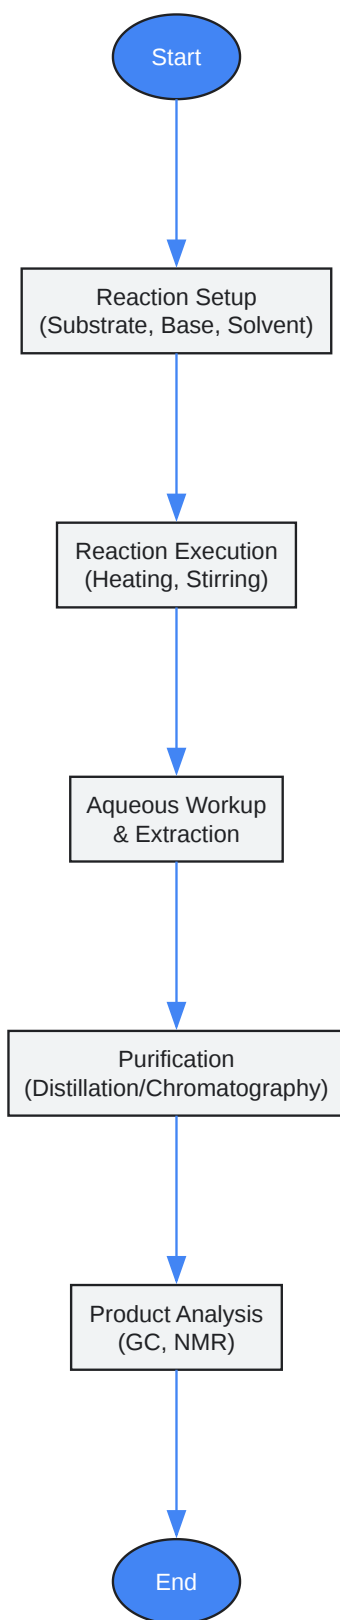 Start
Reaction Setup
(Substrate, Base, Solvent)
Reaction Execution
(Heating, Stirring)
Aqueous Workup
& Extraction
Purification
(Distillation/Chromatography)
Product Analysis
(GC, NMR)
End